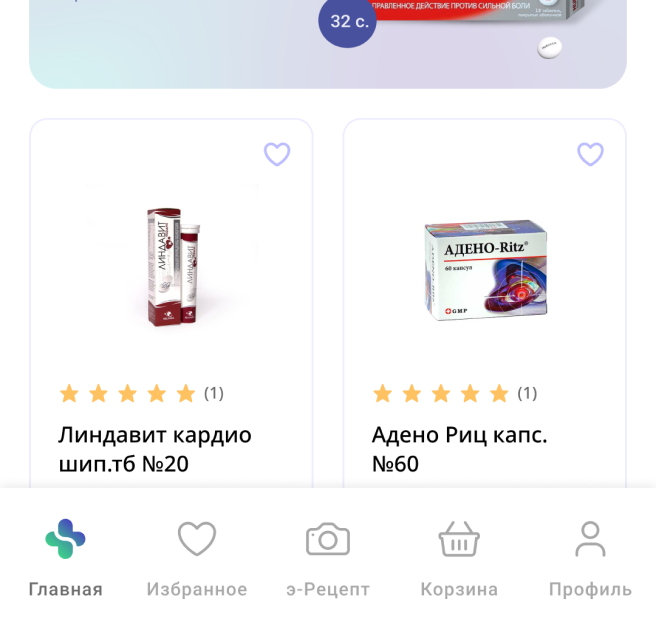 32 с.
ПРАВЛЕННОЕ ДЕЙСТВИЕ ПРОТИВ СИЛЬНОЙ БОЛИ
ЛИНДАВИТ
ЛИНДАВИТ
АДЕНО-Ritz®
60 капсул
GMP
(1)
(1)
Линдавит кардио
шип.тб №20
Адено Риц капс.
№60
Главная
Избранное
э-Рецепт
Корзина
Профиль